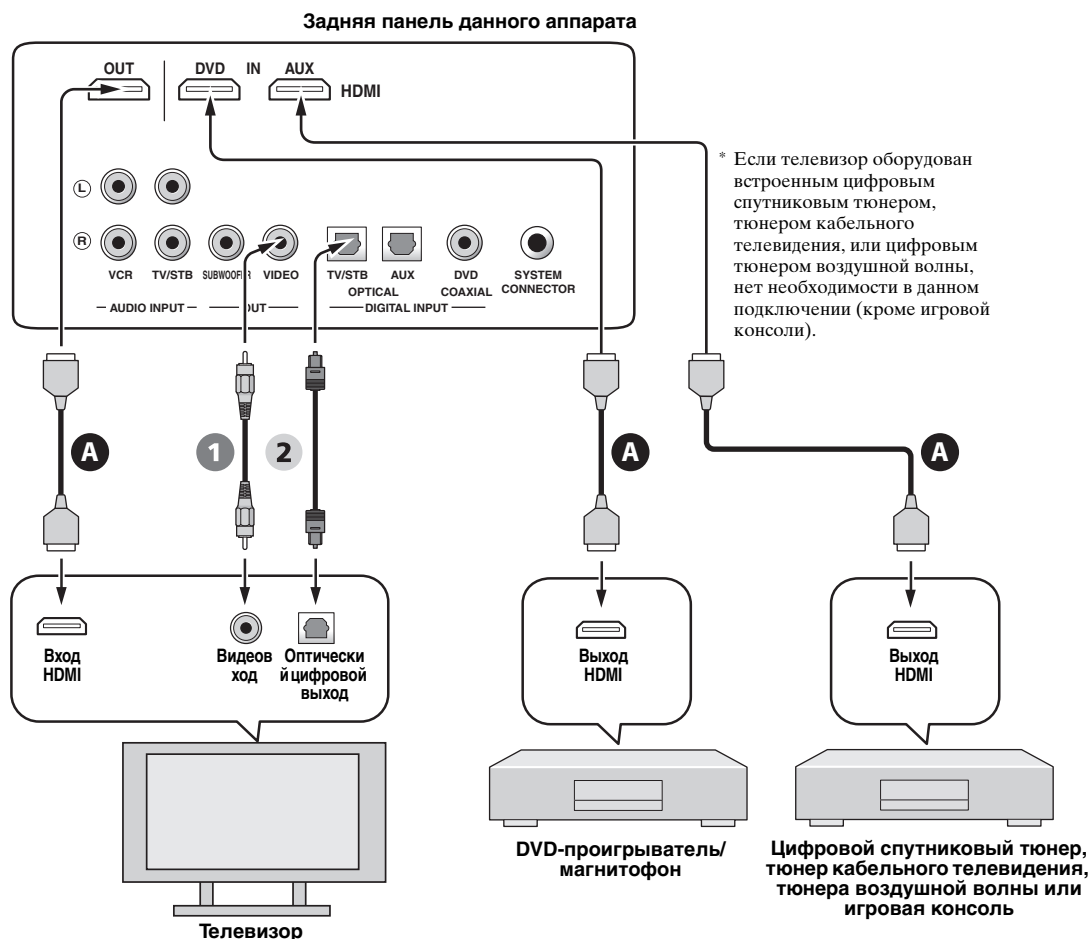 Задняя панель данного аппарата
OUT
DVD IN AUX
HDMI
L
R
VCR TV/STB SUBWOOFER VIDEO TV/STB AUX DVD SYSTEM
OPTICAL COAXIAL CONNECTOR
AUDIO INPUT OUT DIGITAL INPUT
* Если телевизор оборудован
встроенным цифровым
спутниковым тюнером,
тюнером кабельного
телевидения, или цифровым
тюнером воздушной волны,
нет необходимости в данном
подключении (кроме игровой
консоли).
A 1 2 A A
Вход
HDMI
Видеов
ход
Оптически
й цифровой
выход
Выход
HDMI
Выход
HDMI
Телевизор
DVD-проигрыватель/
магнитофон
Цифровой спутниковый тюнер,
тюнер кабельного телевидения,
тюнера воздушной волны или
игровая консоль